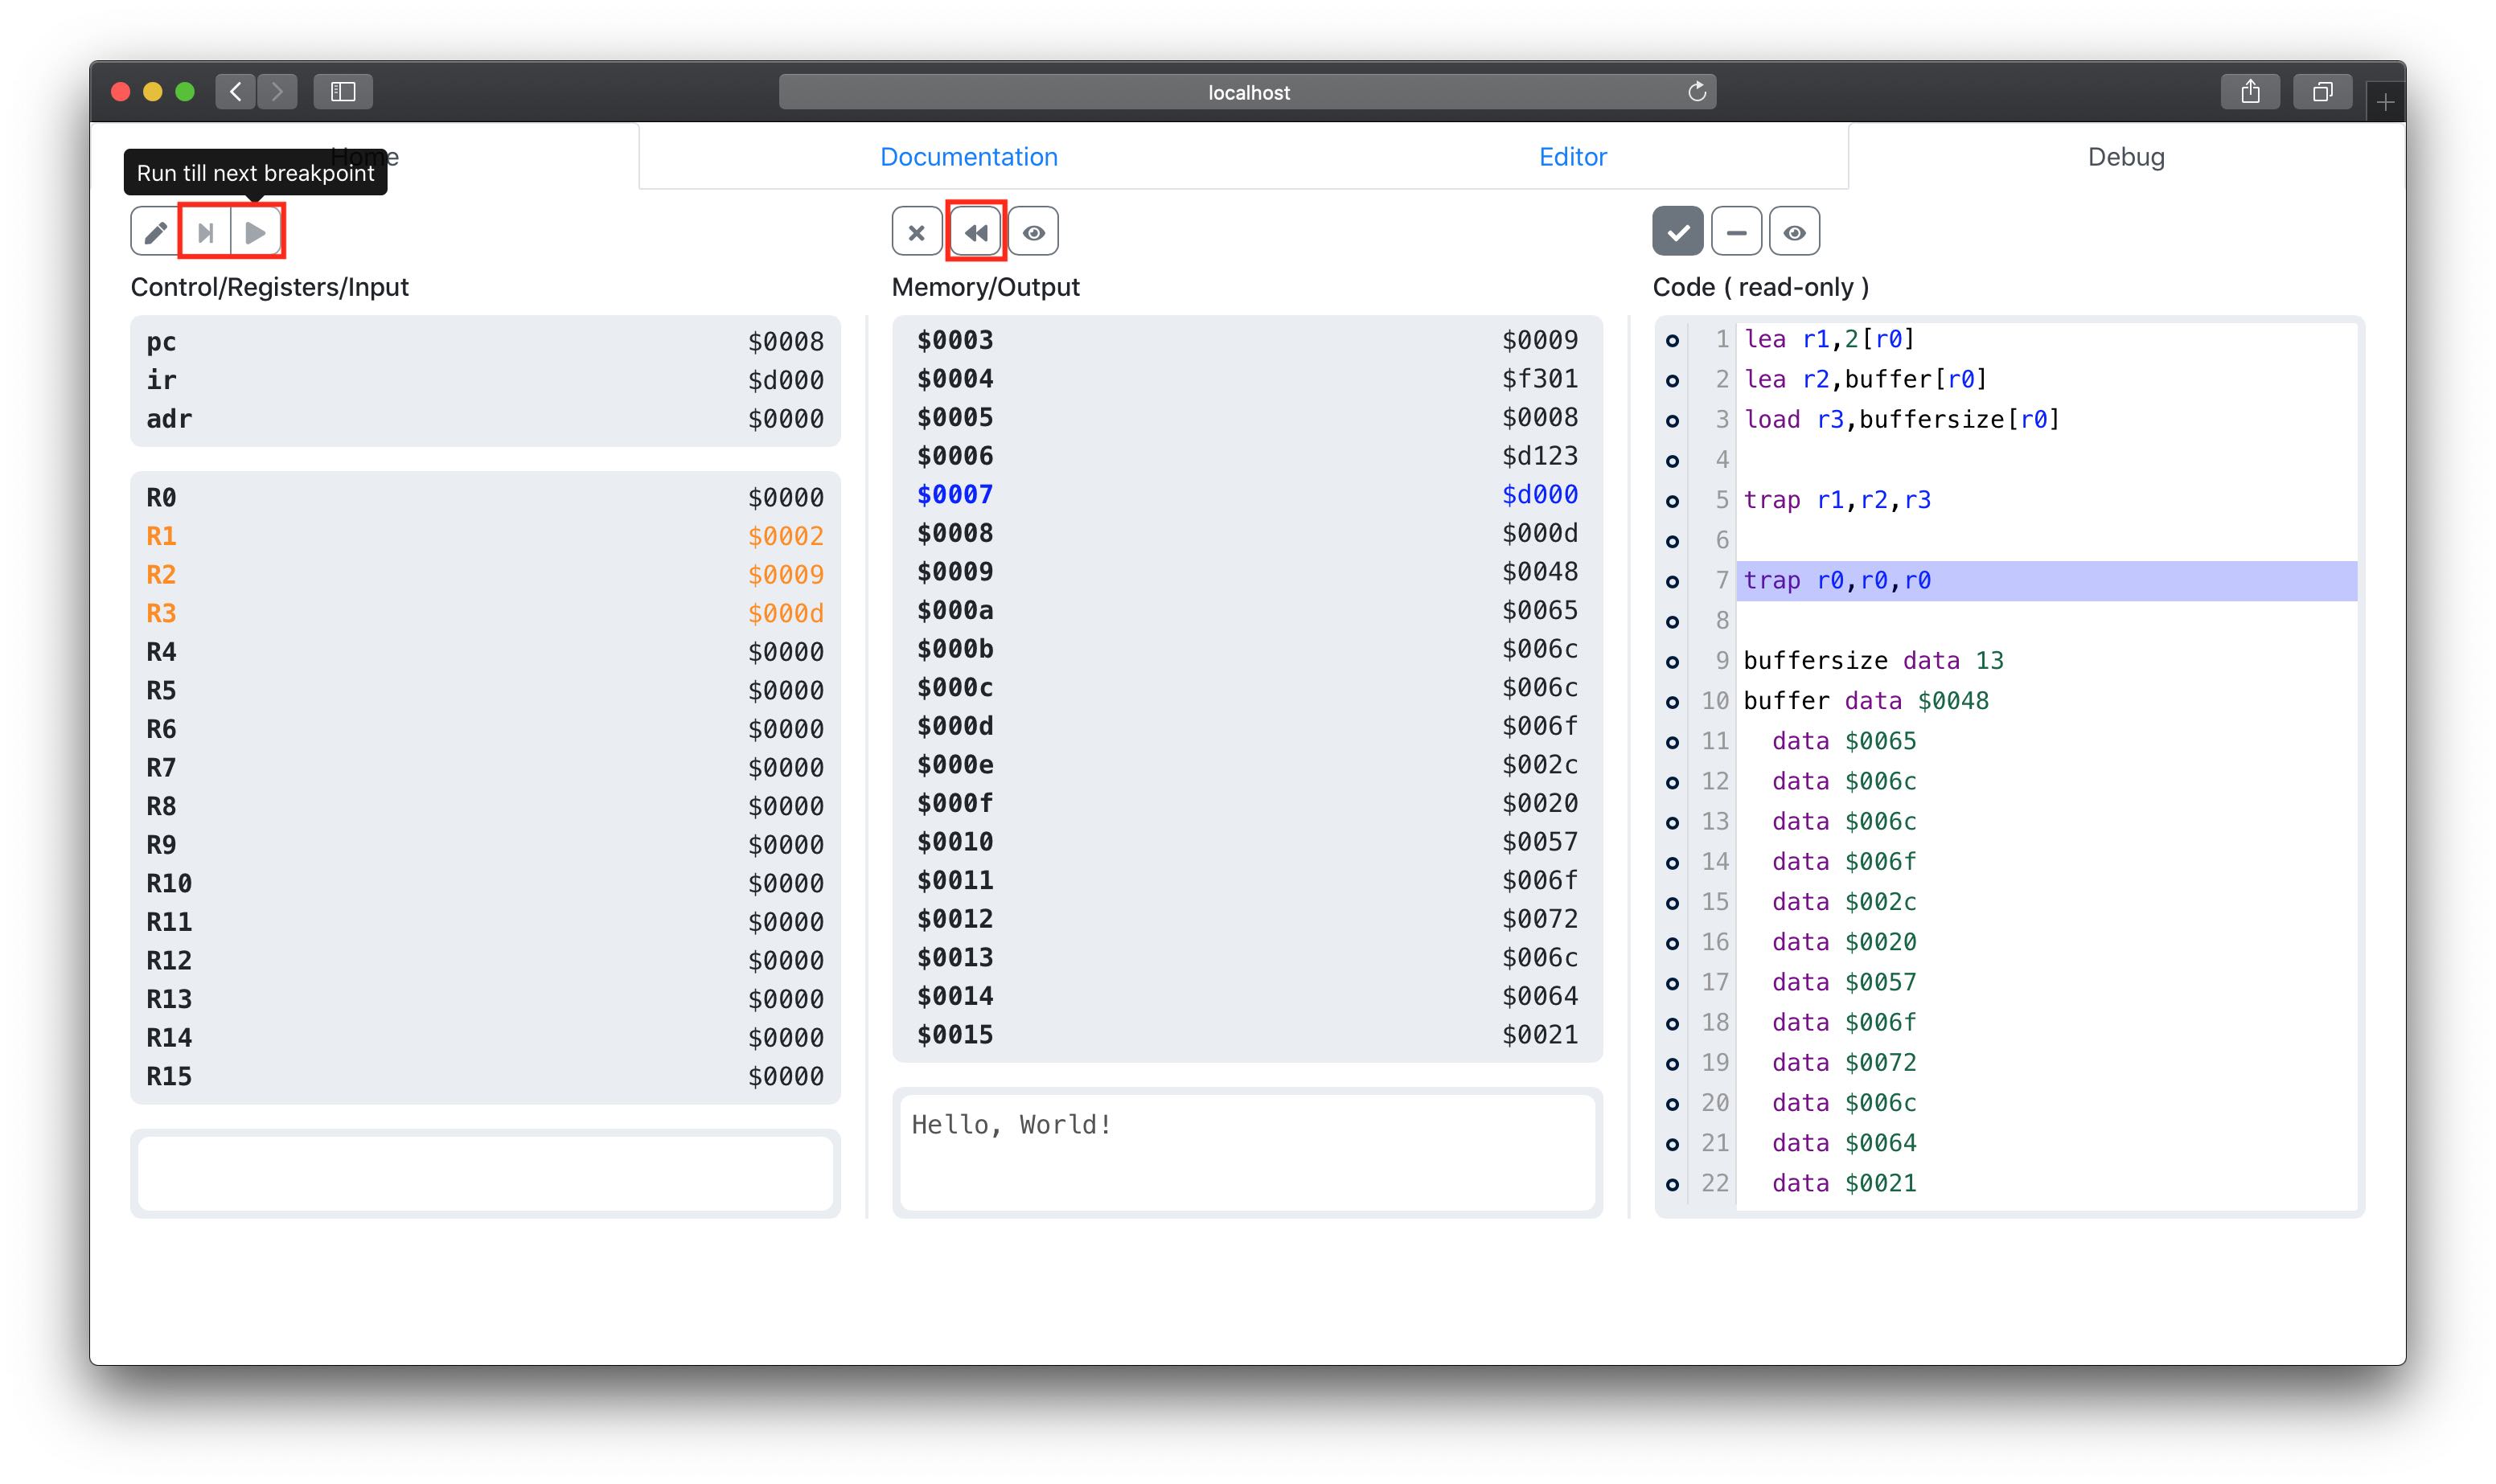 localhost
Home
Documentation
Editor
Debug
Run till next breakpoint
Control/Registers/Input
pc $0008
ir $d000
adr $0000
R0 $0000
R1 $0002
R2 $0009
R3 $000d
R4 $0000
R5 $0000
R6 $0000
R7 $0000
R8 $0000
R9 $0000
R10 $0000
R11 $0000
R12 $0000
R13 $0000
R14 $0000
R15 $0000
Memory/Output
$0003 $0009
$0004 $f301
$0005 $0008
$0006 $d123
$0007 $d000
$0008 $000d
$0009 $0048
$000a $0065
$000b $006c
$000c $006c
$000d $006f
$000e $002c
$000f $0020
$0010 $0057
$0011 $006f
$0012 $0072
$0013 $006c
$0014 $0064
$0015 $0021
Hello, World!
Code ( read-only )
1 lea r1,2[r0]
2 lea r2,buffer[r0]
3 load r3,buffersize[r0]
4
5 trap r1,r2,r3
6
7 trap r0,r0,r0
8
9 buffersize data 13
10 buffer data $0048
11 data $0065
12 data $006c
13 data $006c
14 data $006f
15 data $002c
16 data $0020
17 data $0057
18 data $006f
19 data $0072
20 data $006c
21 data $0064
22 data $0021